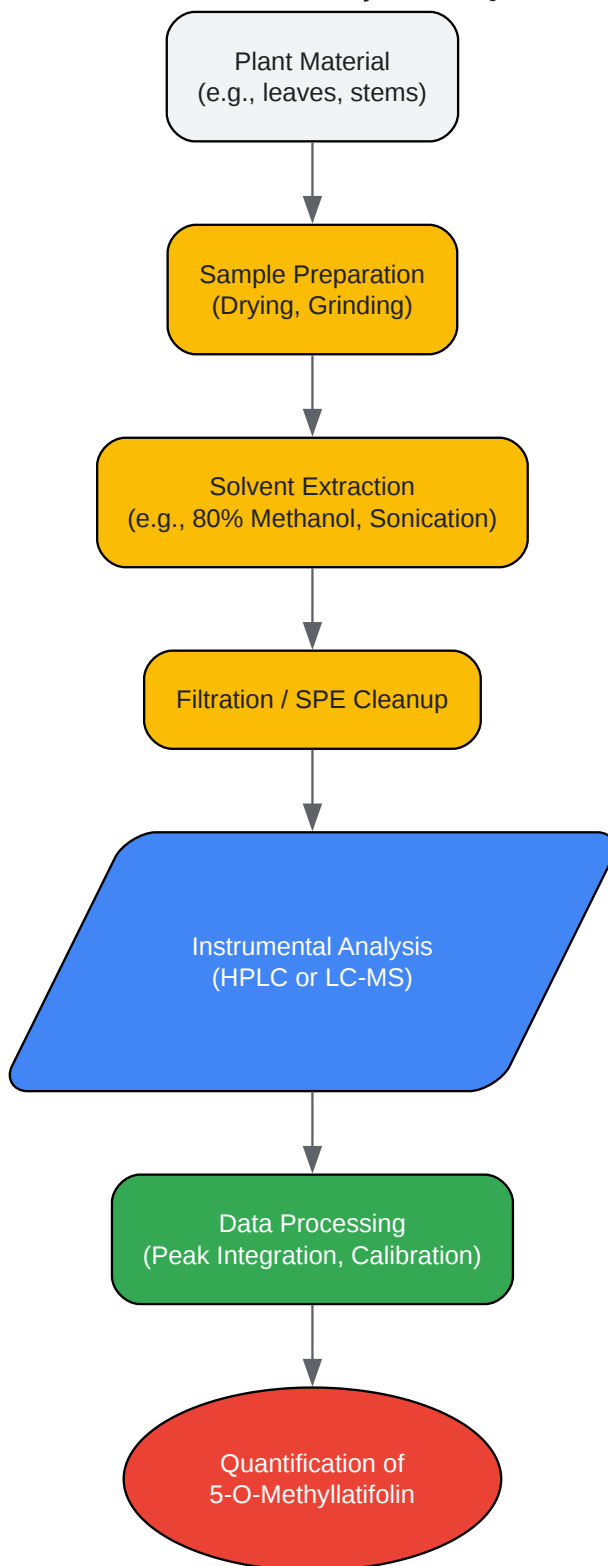 Plant Material
(e.g., leaves, stems)
Sample Preparation
(Drying, Grinding)
Solvent Extraction
(e.g., 80% Methanol, Sonication)
Filtration / SPE Cleanup
Instrumental Analysis
(HPLC or LC-MS)
Data Processing
(Peak Integration, Calibration)
Quantification of
5-O-Methyllatifolin